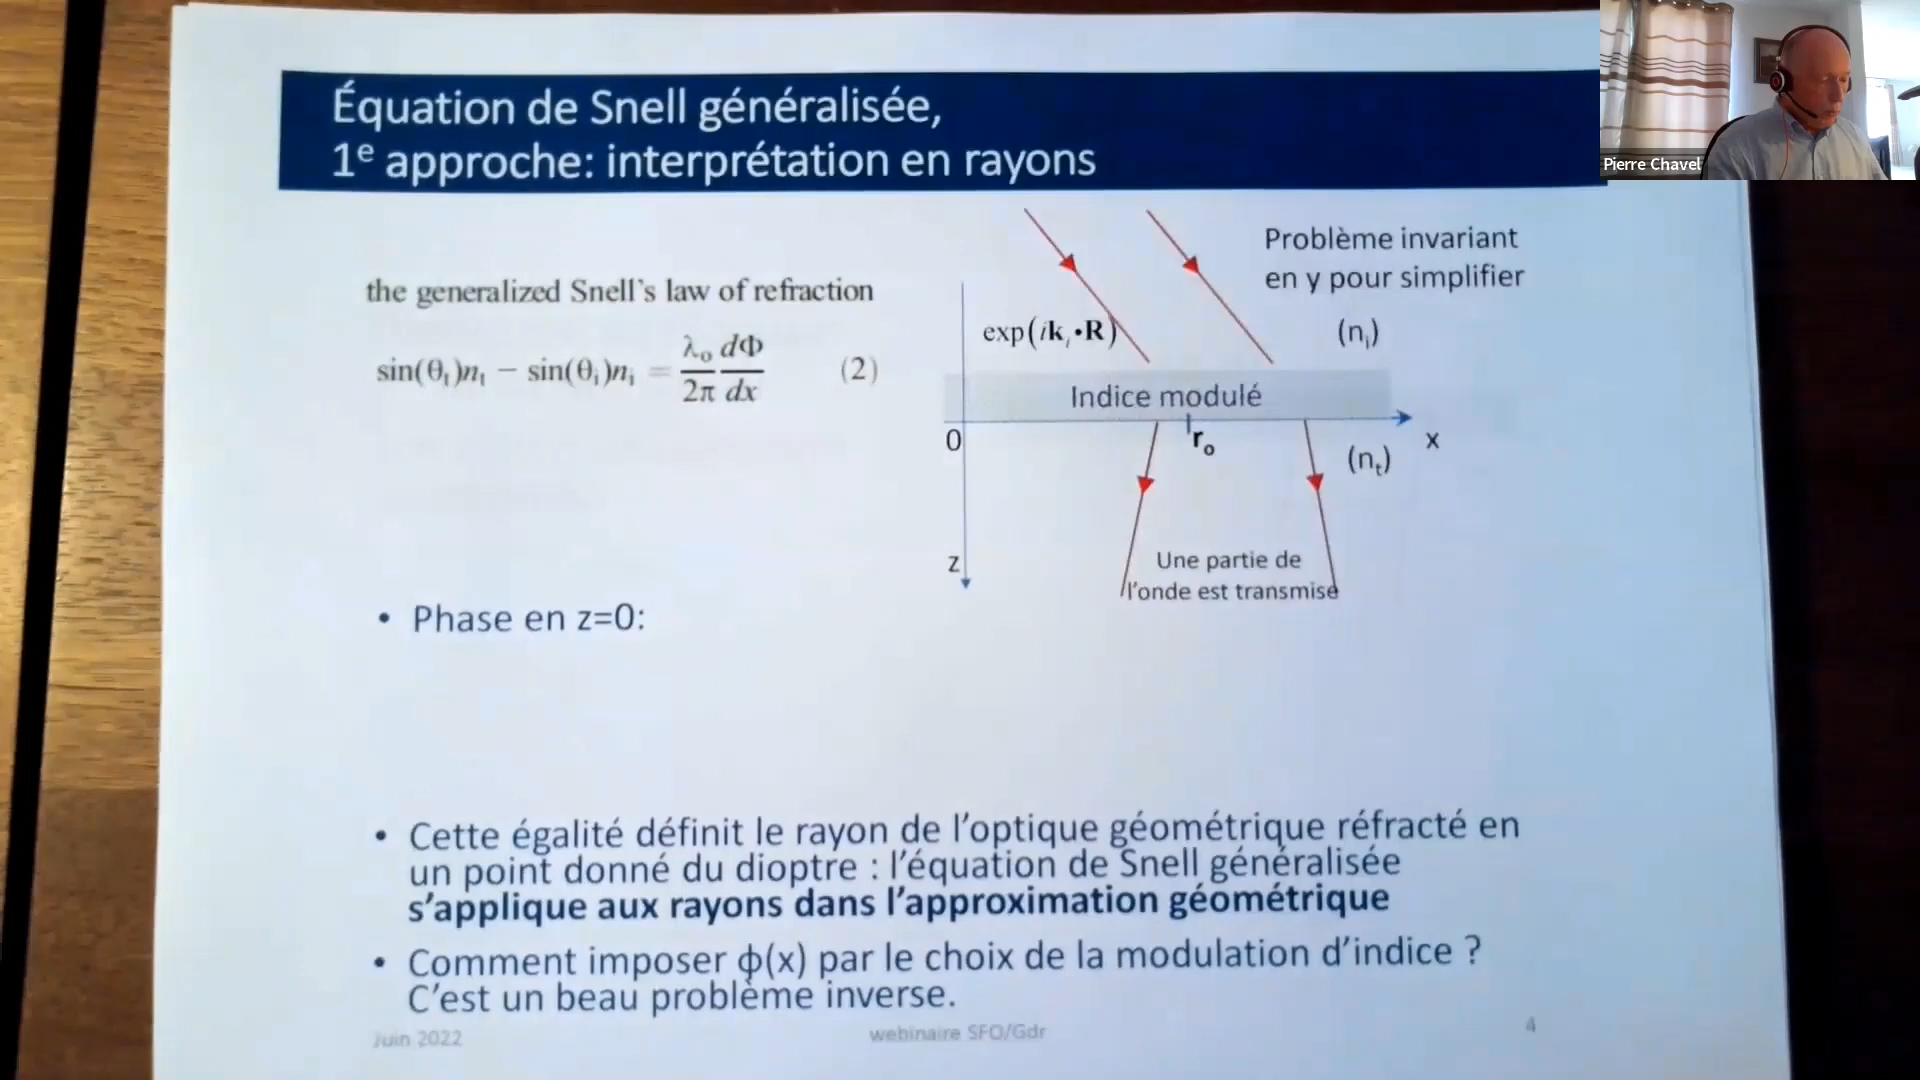 Équation de Snell généralisée,
1e approche: interprétation en rayons
Pierre Chavel
the generalized Snell's law of refraction
sin(θt)nt − sin(θi)ni = λo/2π dΦ/dx (2)
Problème invariant
en y pour simplifier
exp(iki•R)
(ni)
Indice modulé
0
ro
x
(nt)
z
Une partie de
l'onde est transmise
• Phase en z=0:
• Cette égalité définit le rayon de l'optique géométrique réfracté en
un point donné du dioptre : l'équation de Snell généralisée
s'applique aux rayons dans l'approximation géométrique
• Comment imposer ϕ(x) par le choix de la modulation d'indice ?
C'est un beau problème inverse.
Juin 2022
webinaire SFO/Gdr
4